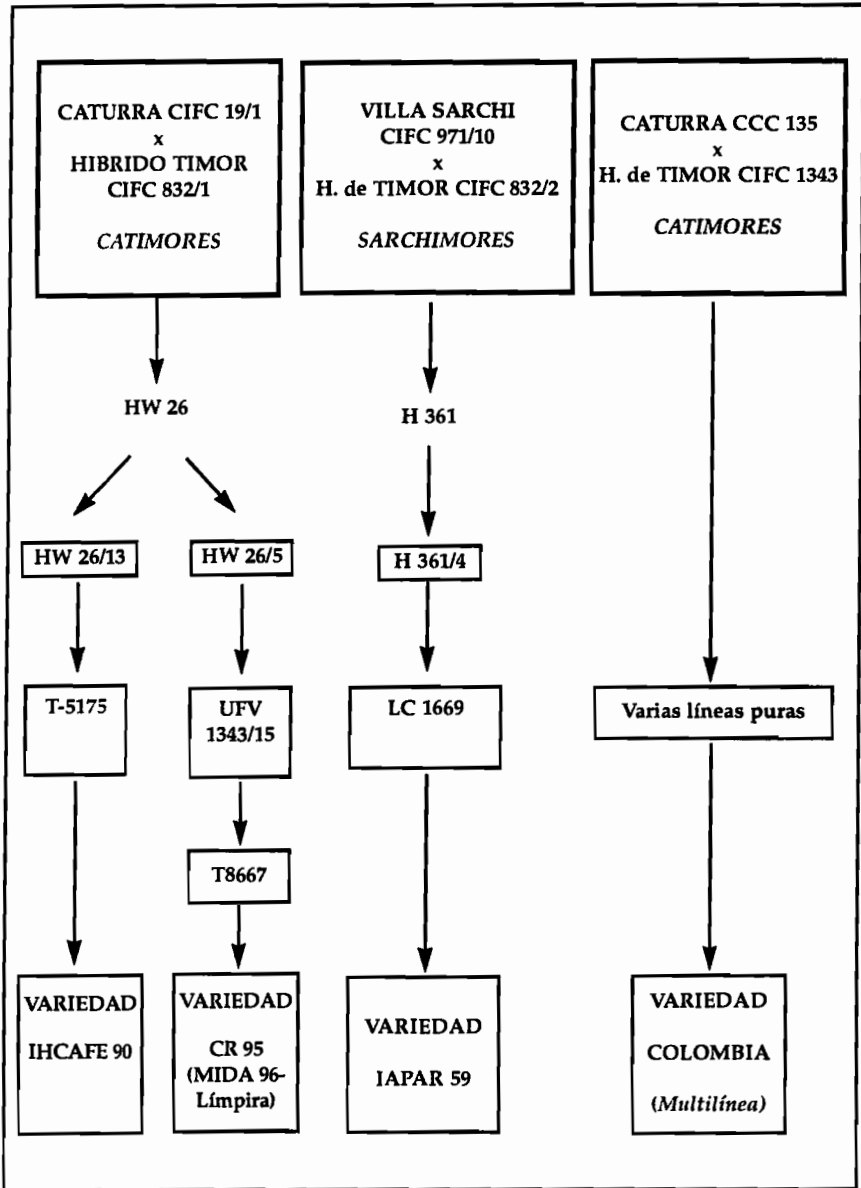 CATURRA CIFC 19/1
x
HIBRIDO TIMOR
CIFC 832/1
CATIMORES
VILLA SARCHI
CIFC 971/10
x
H. de TIMOR CIFC 832/2
SARCHIMORES
CATURRA CCC 135
x
H. de TIMOR CIFC 1343
CATIMORES
HW 26
H 361
HW 26/13
HW 26/5
H 361/4
T-5175
UFV
1343/15
LC 1669
Varias líneas puras
T8667
VARIEDAD
IHCAFE 90
VARIEDAD
CR 95
(MIDA 96-
Límpira)
VARIEDAD
IAPAR 59
VARIEDAD
COLOMBIA
(Multilínea)